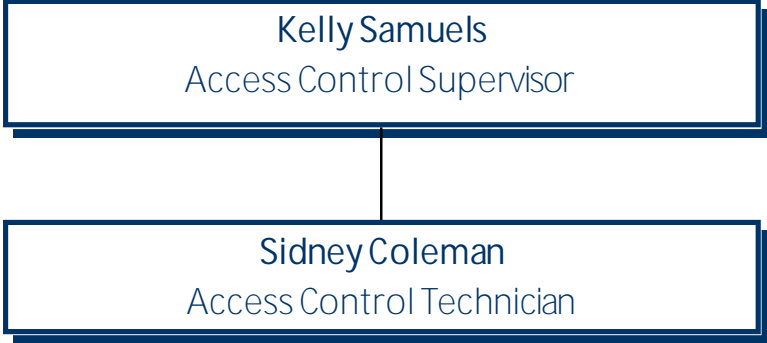 Kelly Samuels
Access Control Supervisor
Sidney Coleman
Access Control Technician